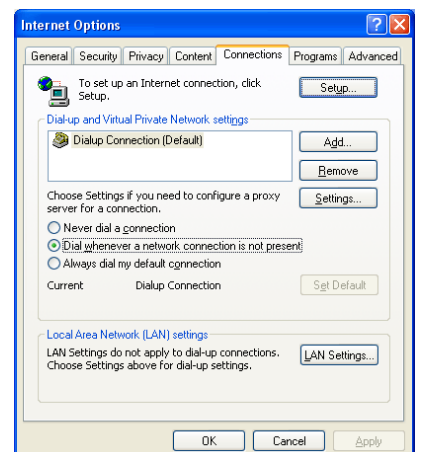 Internet Options
General Security Privacy Content Connections Programs Advanced
To set up an Internet connection, click
Setup.
Setup...
Dial-up and Virtual Private Network settings
Dialup Connection (Default)
Add...
Remove
Choose Settings if you need to configure a proxy
server for a connection.
Settings...
Never dial a connection
Dial whenever a network connection is not present
Always dial my default connection
Current Dialup Connection
Set Default
Local Area Network (LAN) settings
LAN Settings do not apply to dial-up connections.
Choose Settings above for dial-up settings.
LAN Settings...
OK Cancel Apply